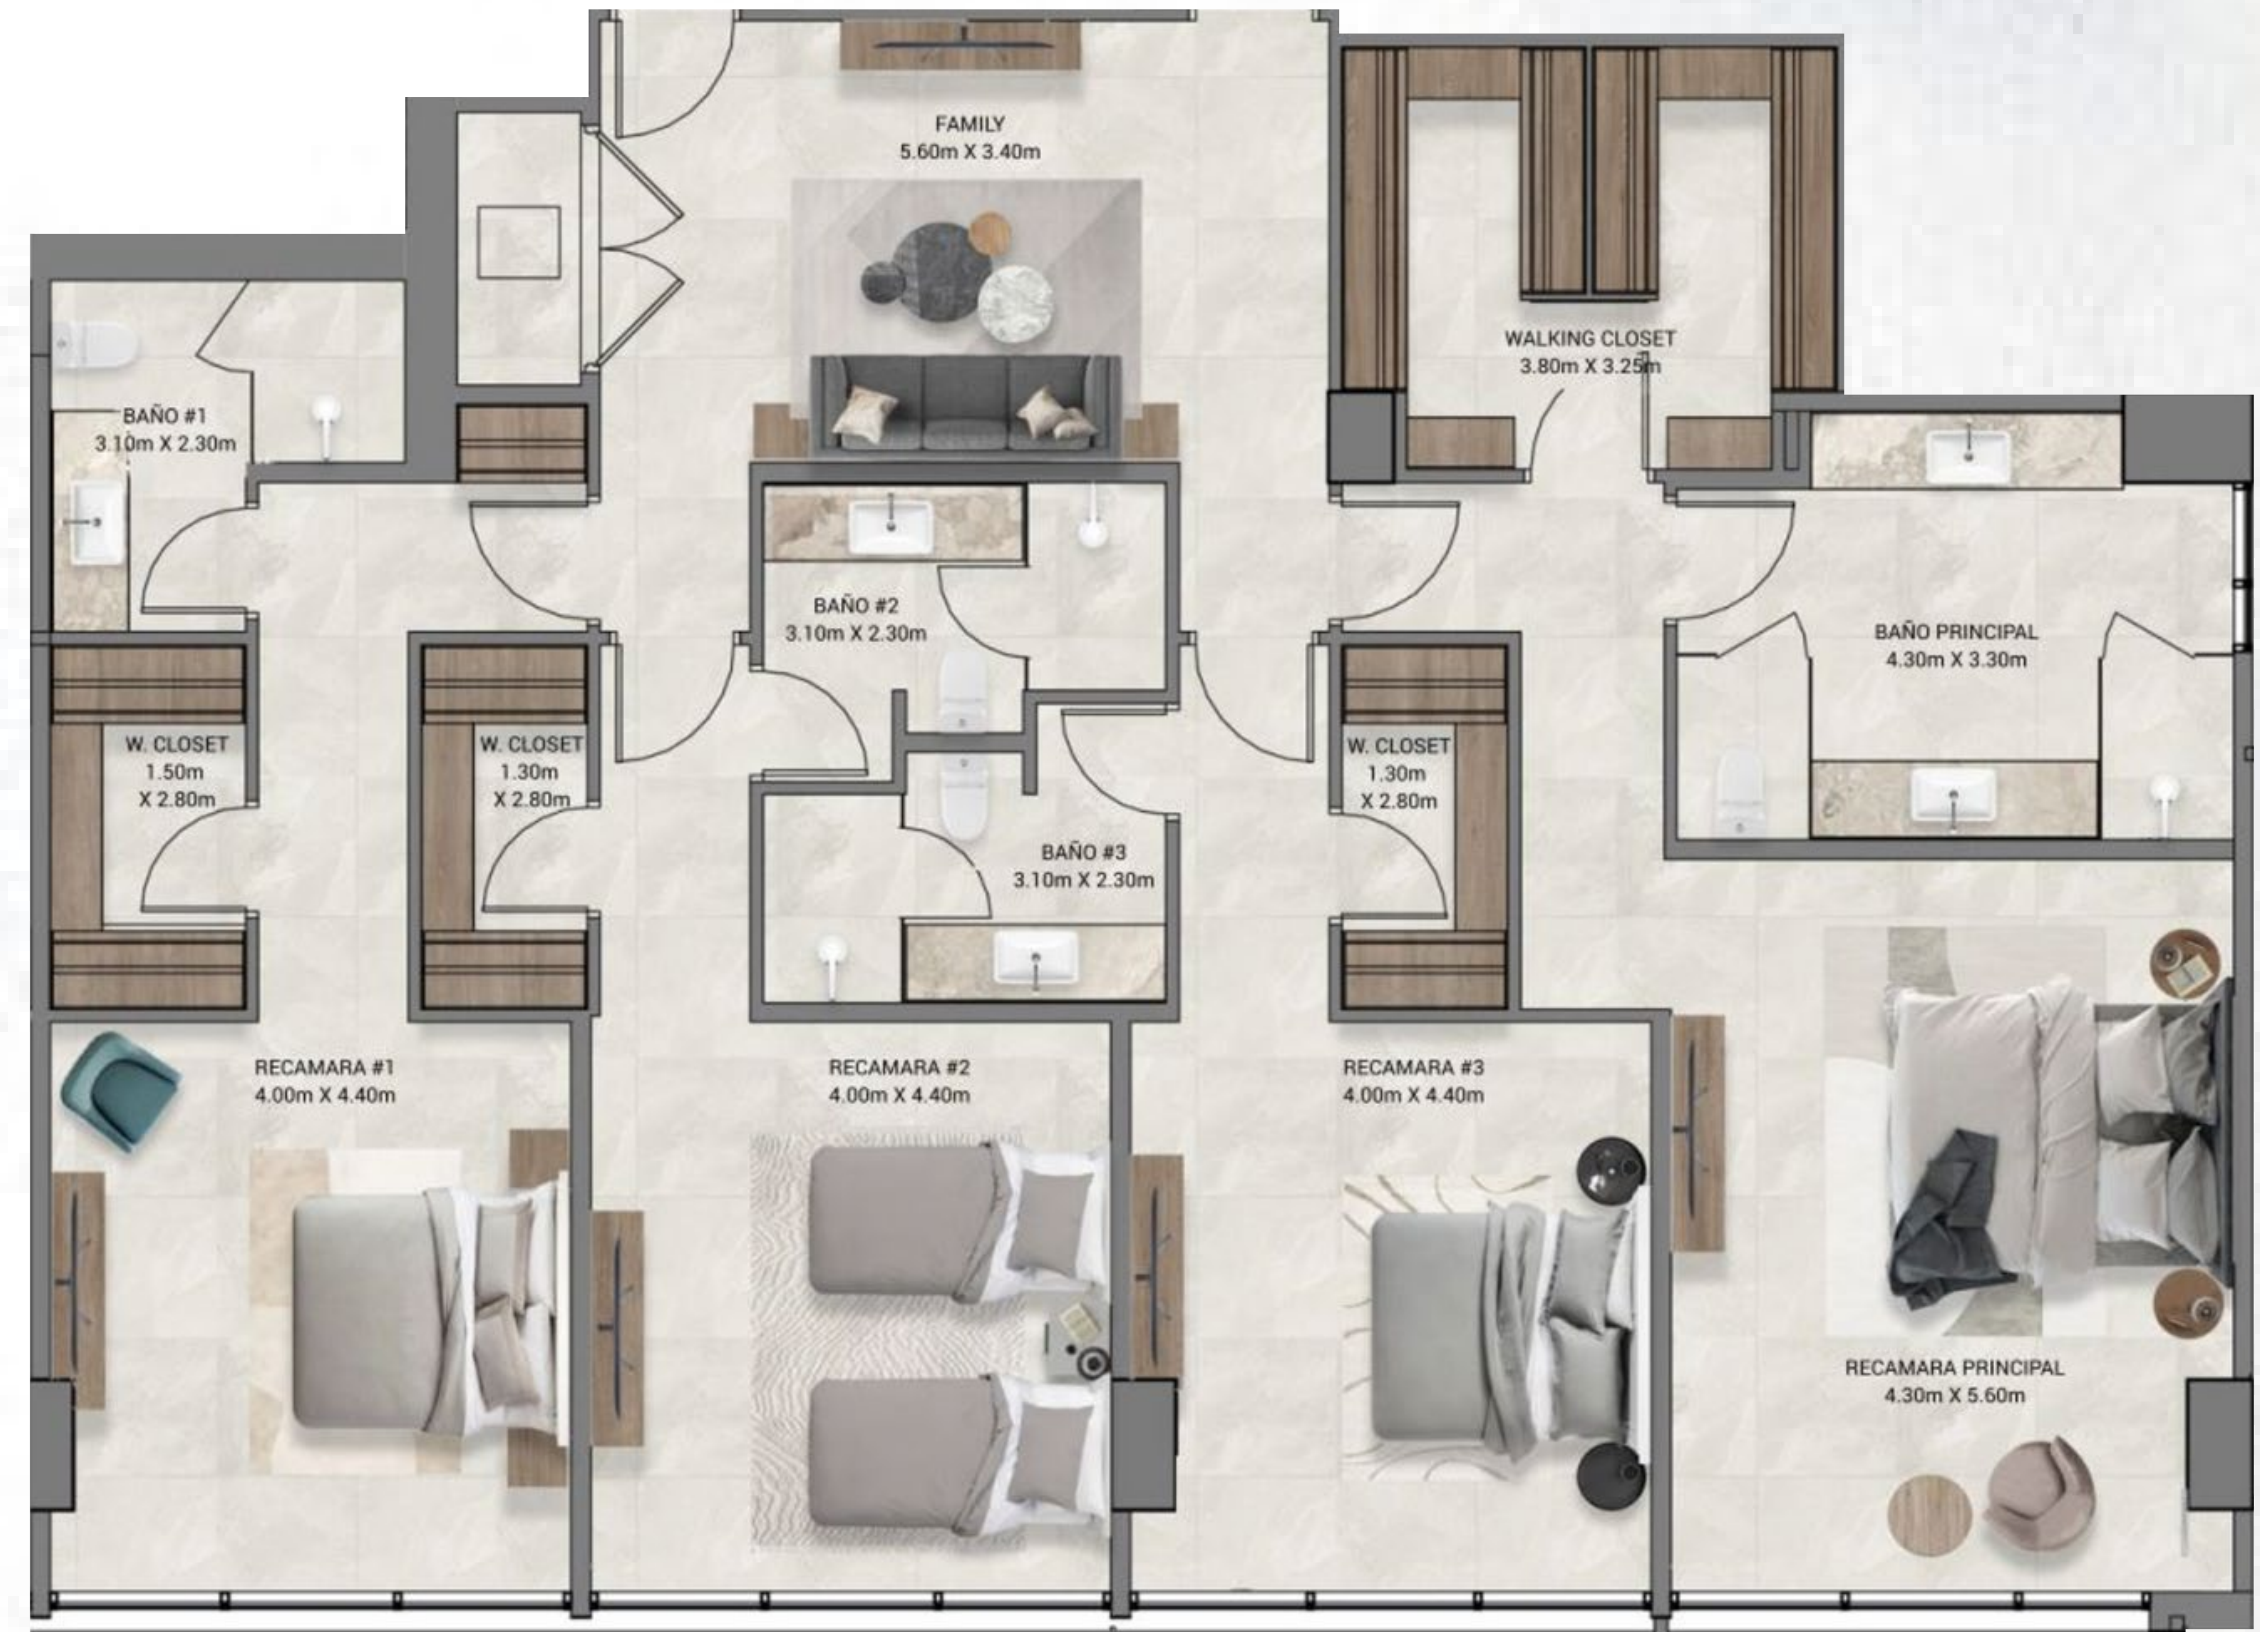 FAMILY
5.60m X 3.40m
WALKING CLOSET
3.80m X 3.25m
BAÑO #1
3.10m X 2.30m
BAÑO #2
3.10m X 2.30m
BAÑO PRINCIPAL
4.30m X 3.30m
W. CLOSET
1.50m
X 2.80m
W. CLOSET
1.30m
X 2.80m
W. CLOSET
1.30m
X 2.80m
BAÑO #3
3.10m X 2.30m
RECAMARA #1
4.00m X 4.40m
RECAMARA #2
4.00m X 4.40m
RECAMARA #3
4.00m X 4.40m
RECAMARA PRINCIPAL
4.30m X 5.60m